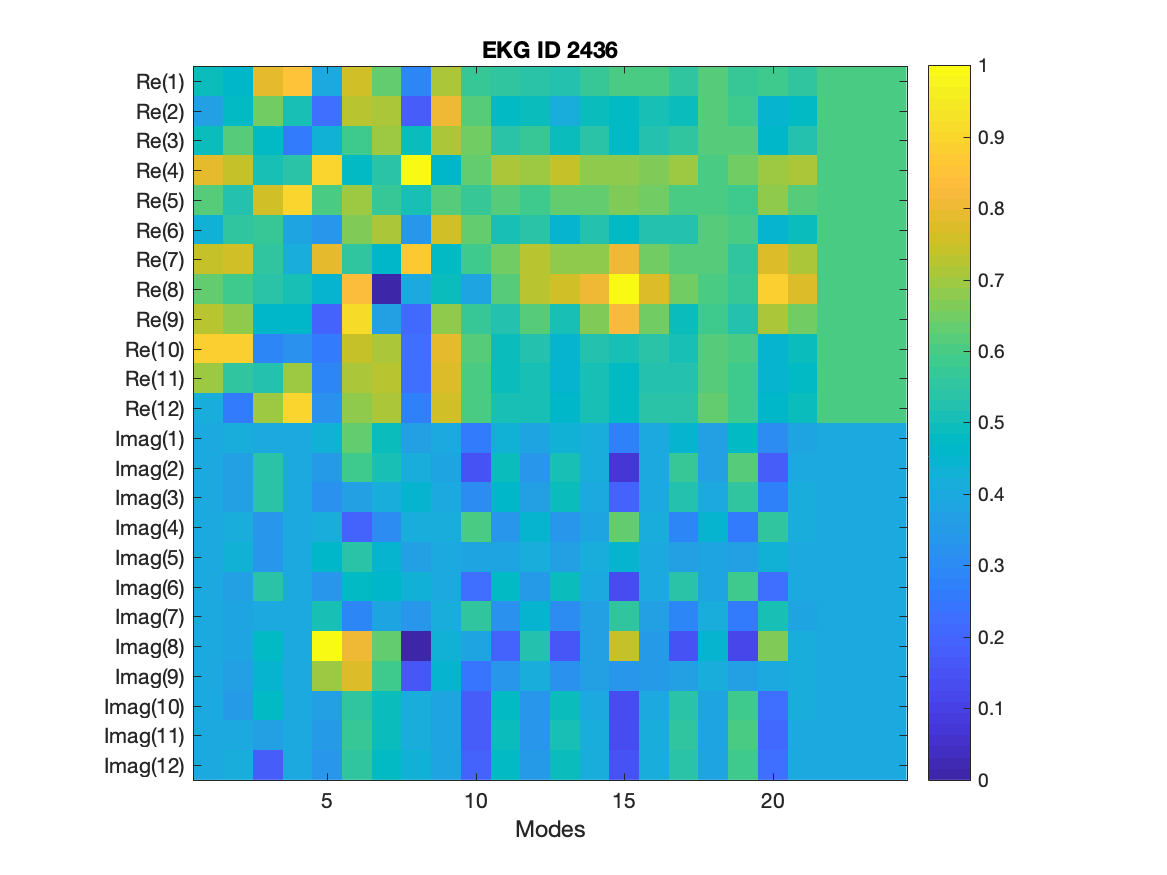 EKG ID 2436
Re(1)
Re(2)
Re(3)
Re(4)
Re(5)
Re(6)
Re(7)
Re(8)
Re(9)
Re(10)
Re(11)
Re(12)
Imag(1)
Imag(2)
Imag(3)
Imag(4)
Imag(5)
Imag(6)
Imag(7)
Imag(8)
Imag(9)
Imag(10)
Imag(11)
Imag(12)
5 10 15 20
Modes
1
0.9
0.8
0.7
0.6
0.5
0.4
0.3
0.2
0.1
0